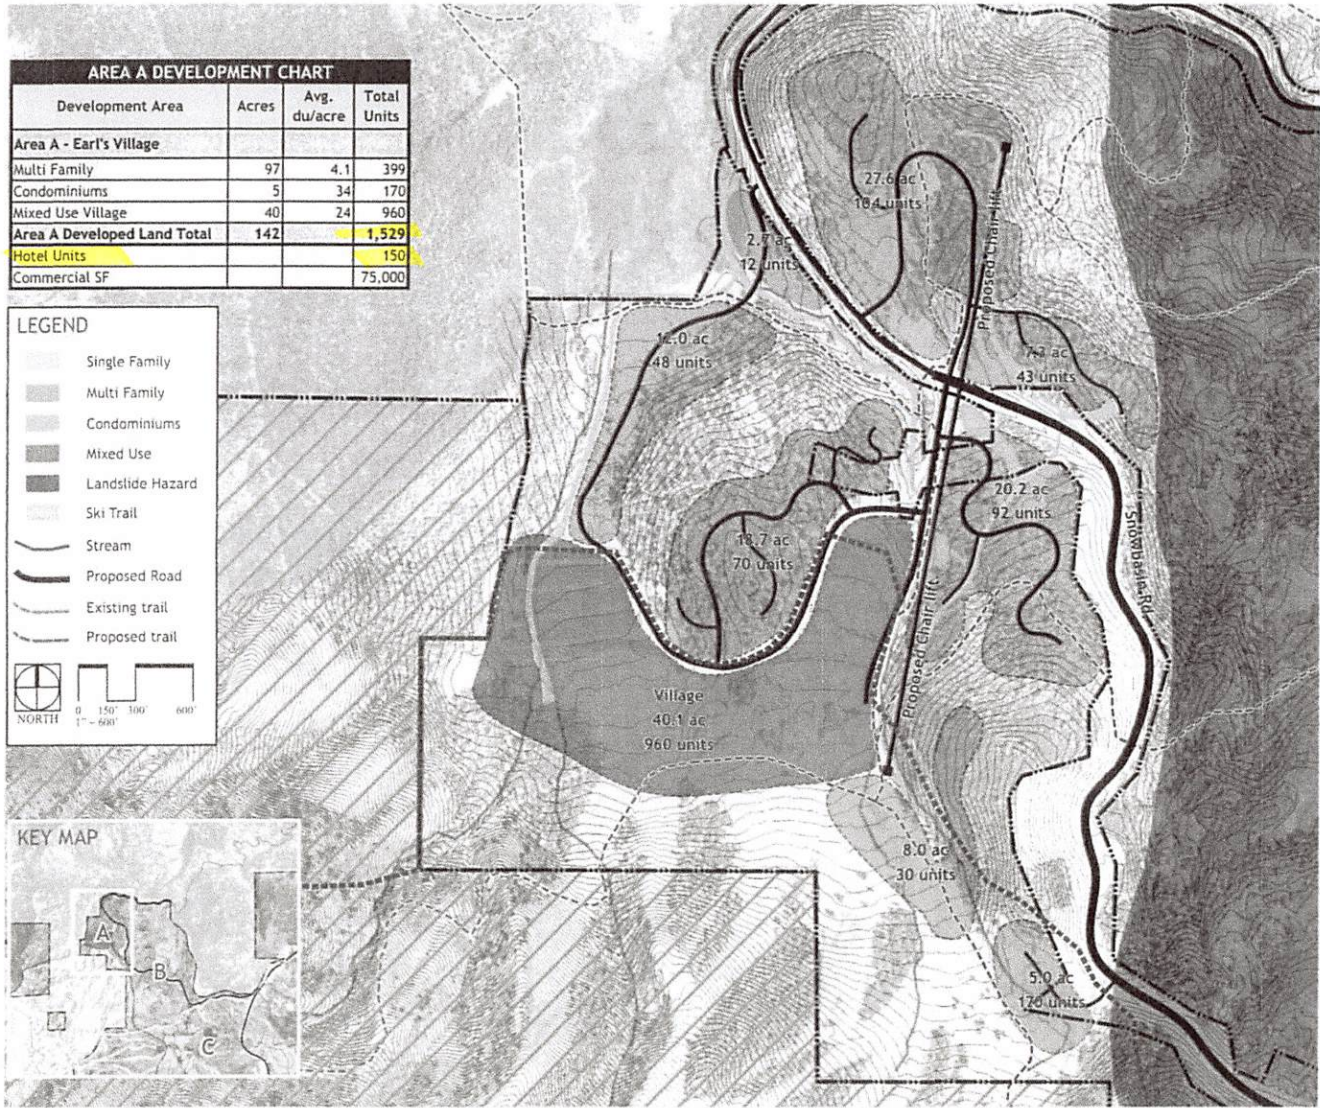 AREA A DEVELOPMENT CHART
Development Area Acres Avg. du/acre Total Units
Area A - Earl's Village
Multi Family 97 4.1 399
Condominiums 5 34 170
Mixed Use Village 40 24 960
Area A Developed Land Total 142 1,529
Hotel Units 150
Commercial SF 75,000
LEGEND
Single Family
Multi Family
Condominiums
Mixed Use
Landslide Hazard
Ski Trail
Stream
Proposed Road
Existing trail
Proposed trail
NORTH
0 150' 300' 600'
1" = 600'
27.6 ac
104 units
Proposed Chair lift
2.7 ac
12 units
12.0 ac
48 units
7.3 ac
43 units
20.2 ac
92 units
18.7 ac
70 units
Snowbasin Rd.
Proposed Chair lift
Village
40.1 ac
960 units
8.0 ac
30 units
5.0 ac
170 units
KEY MAP
A
B
C